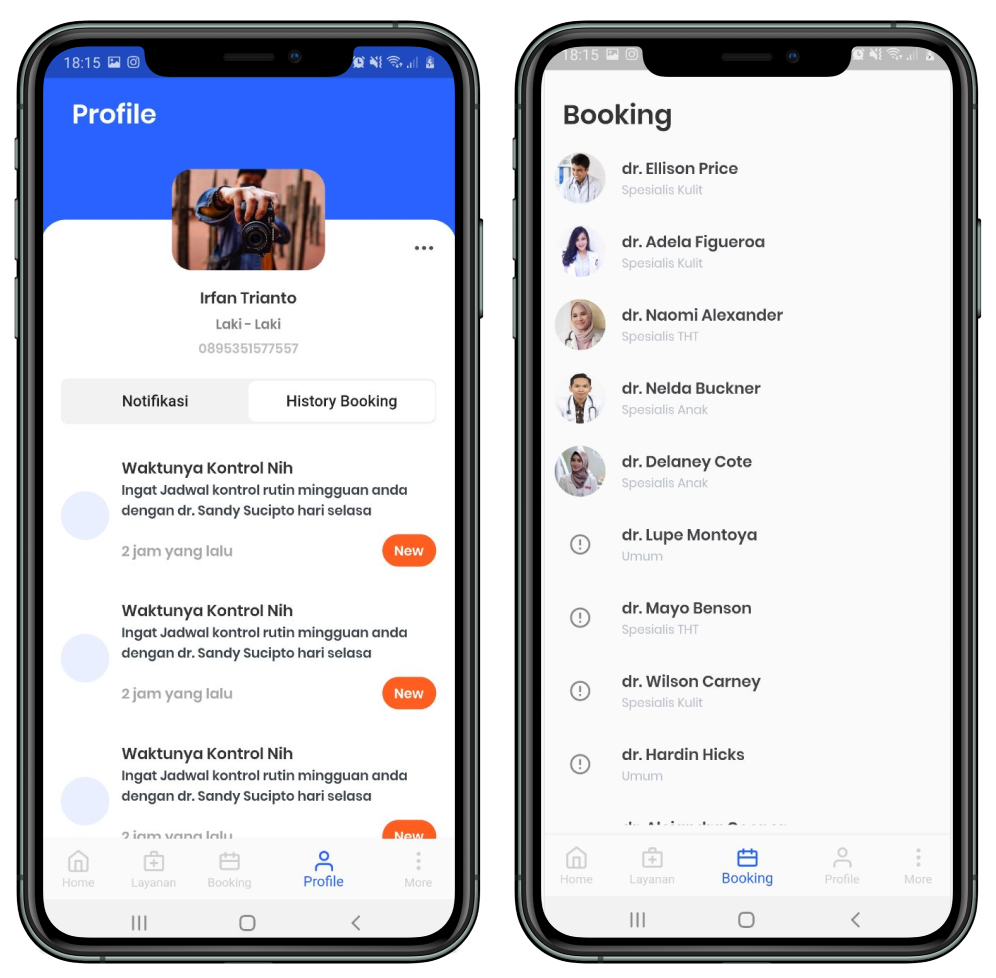 18:15
Profile
Irfan Trianto
Laki - Laki
0895351577557
Notifikasi
History Booking
Waktunya Kontrol Nih
Ingat Jadwal kontrol rutin mingguan anda
dengan dr. Sandy Sucipto hari selasa
2 jam yang lalu
New
Waktunya Kontrol Nih
Ingat Jadwal kontrol rutin mingguan anda
dengan dr. Sandy Sucipto hari selasa
2 jam yang lalu
New
Waktunya Kontrol Nih
Ingat Jadwal kontrol rutin mingguan anda
dengan dr. Sandy Sucipto hari selasa
2 jam yang lalu
New
Home
Layanan
Booking
Profile
More
18:15
Booking
dr. Ellison Price
Spesialis Kulit
dr. Adela Figueroa
Spesialis Kulit
dr. Naomi Alexander
Spesialis THT
dr. Nelda Buckner
Spesialis Anak
dr. Delaney Cote
Spesialis Anak
dr. Lupe Montoya
Umum
dr. Mayo Benson
Spesialis THT
dr. Wilson Carney
Spesialis Kulit
dr. Hardin Hicks
Umum
Home
Layanan
Booking
Profile
More